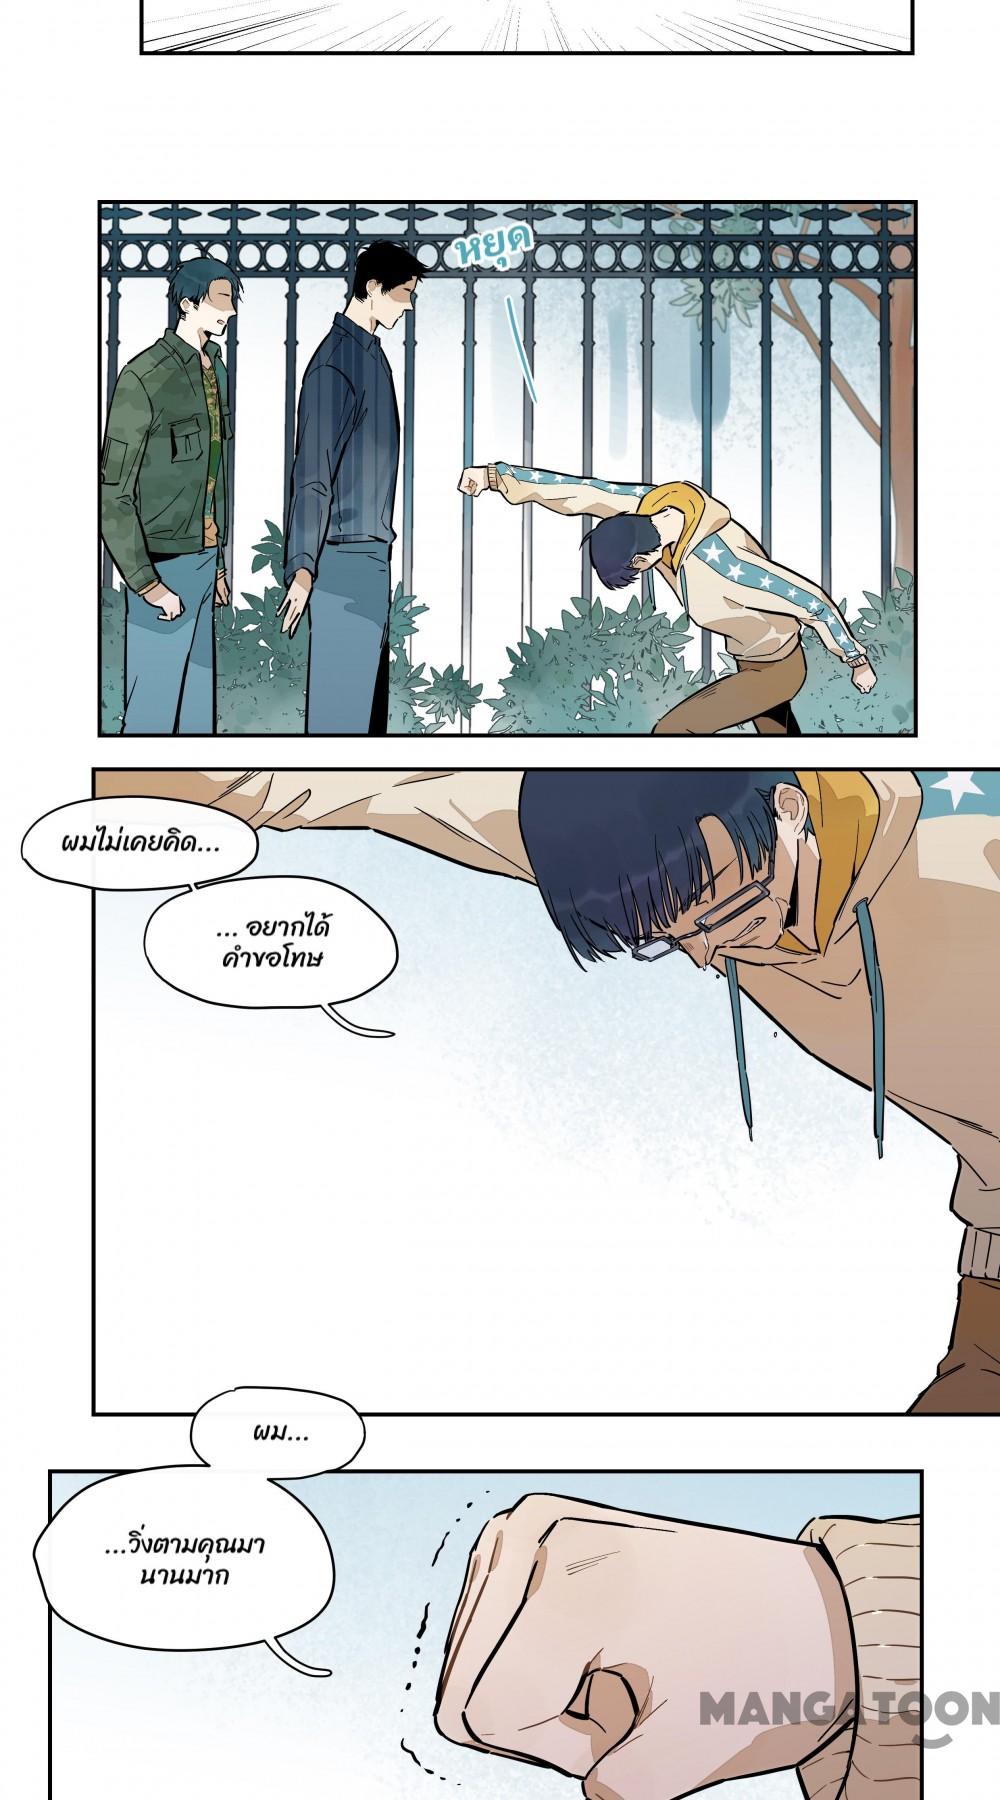 หยุด
ผมไม่เคยคิด...
... อยากได้
คำขอโทษ
ผม...
...วิ่งตามคุณมา
นานมาก
MANGATOON